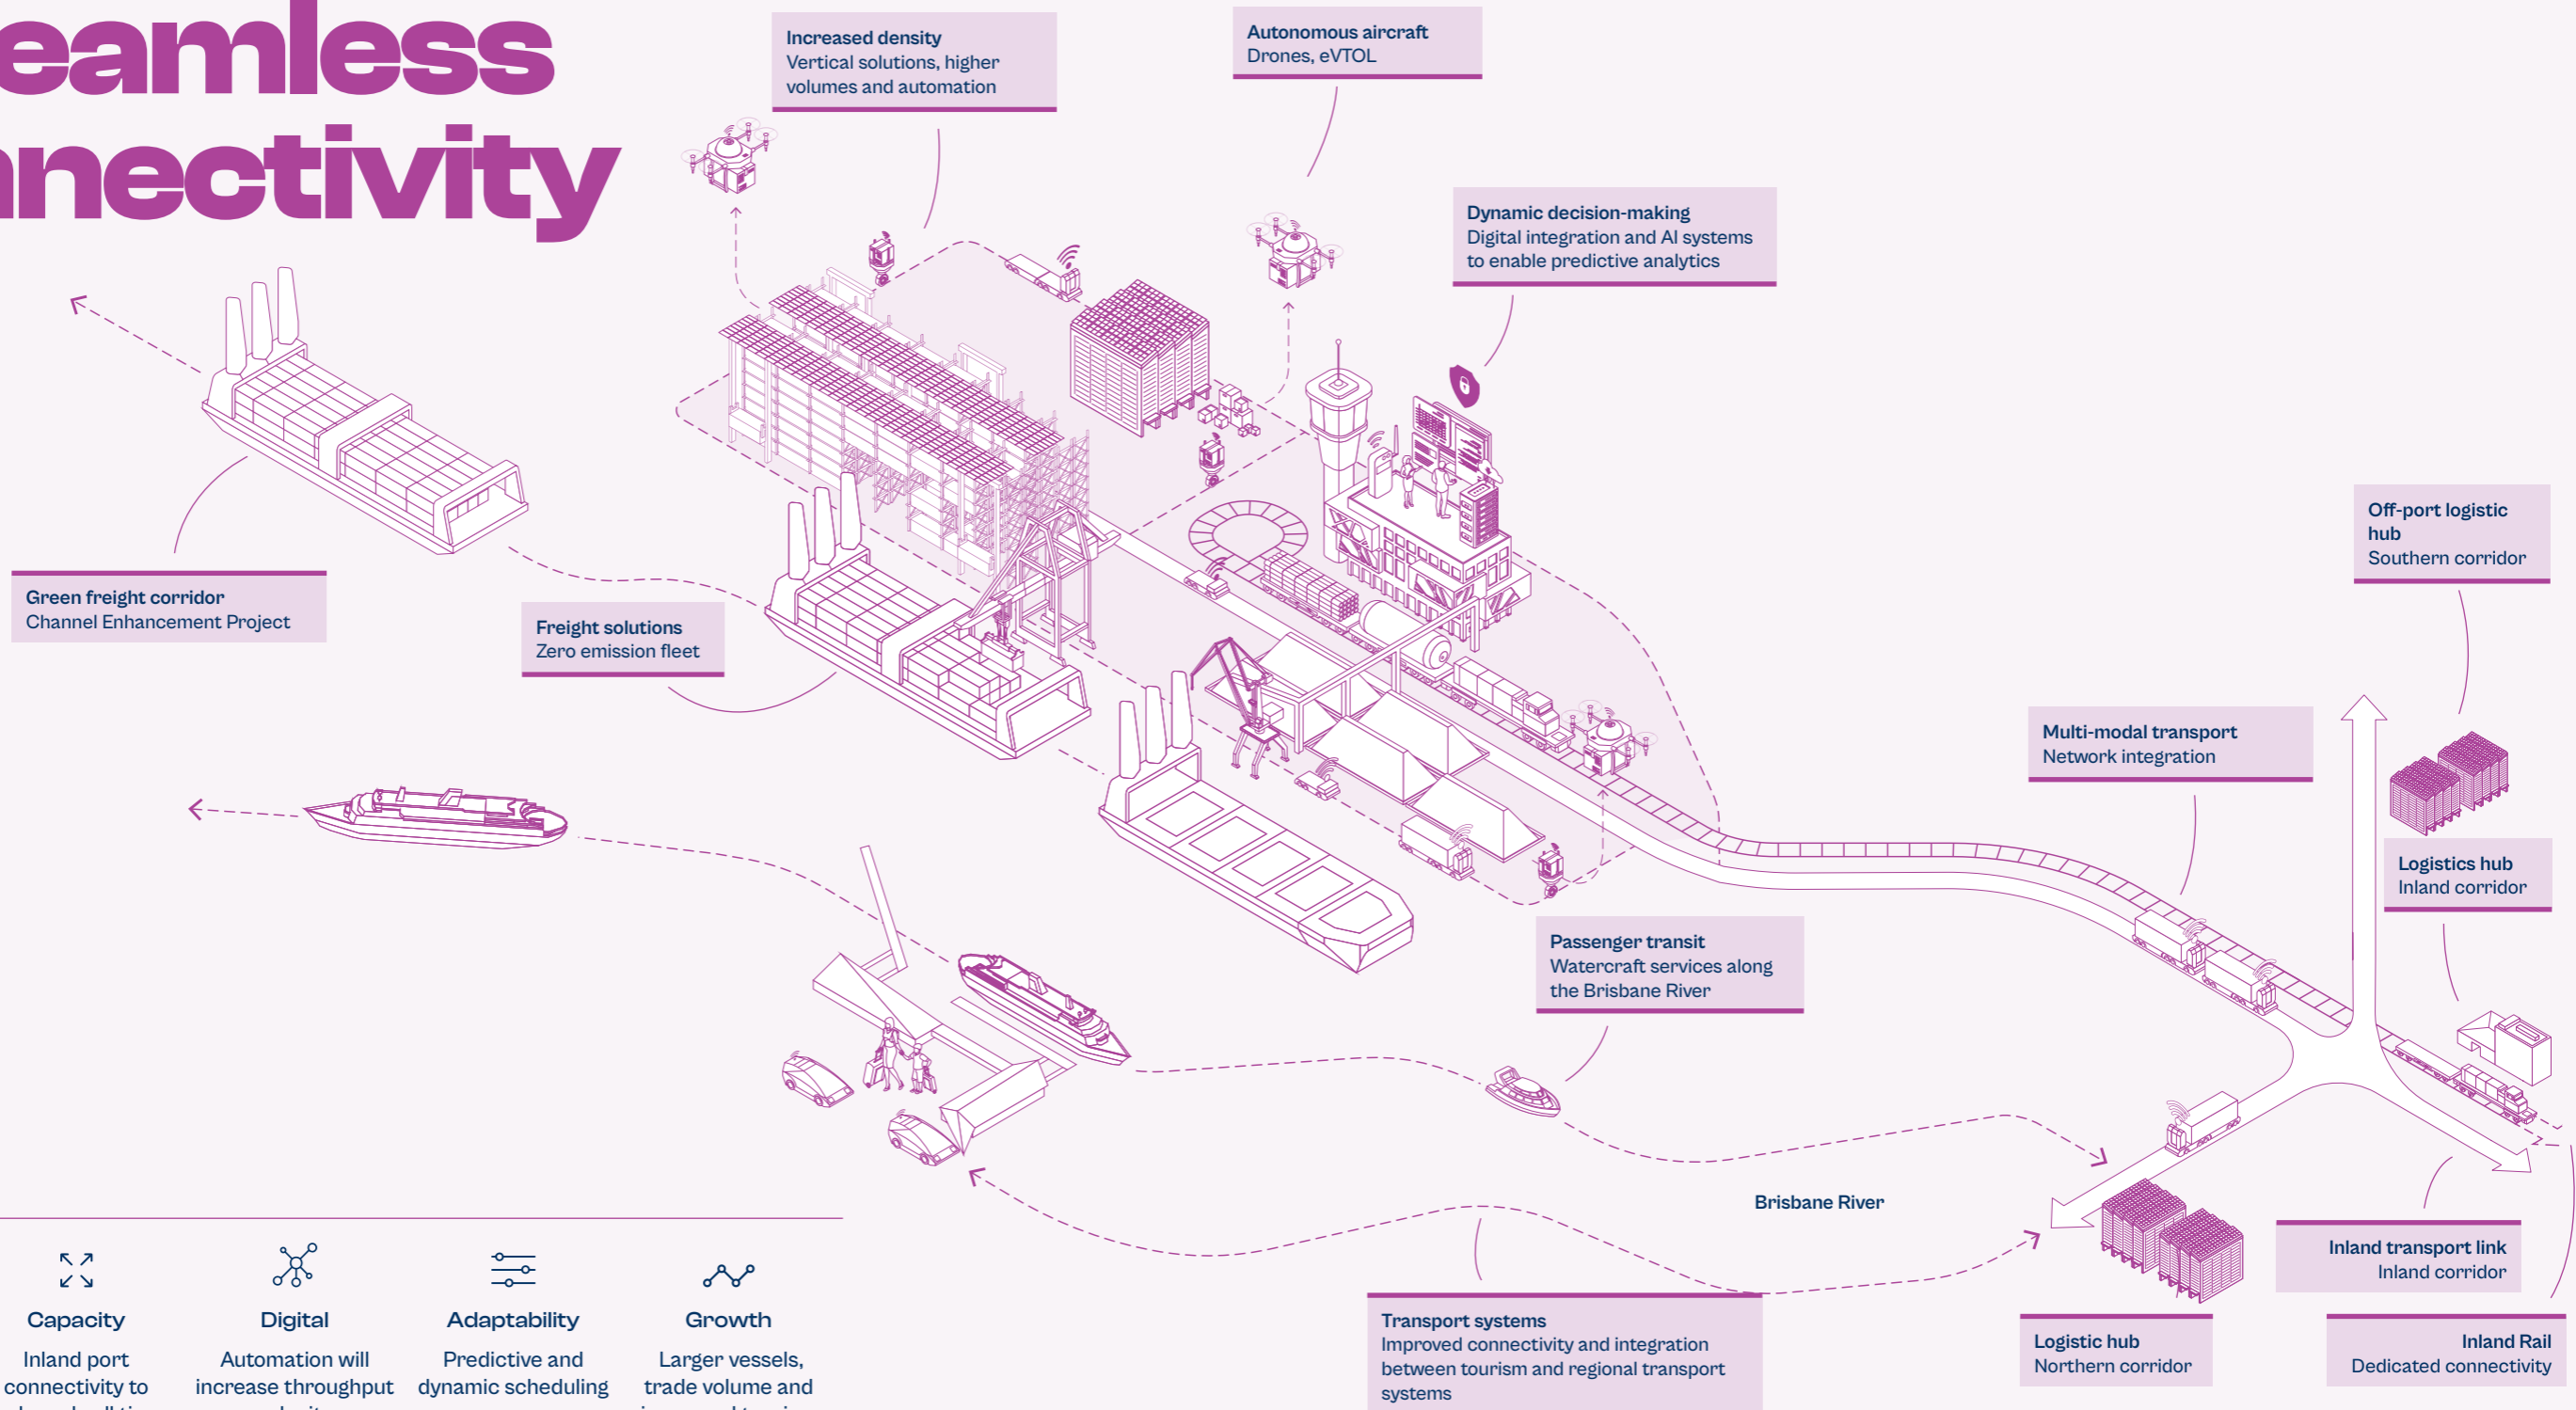 eamless
nnectivity
Increased density
Vertical solutions, higher
volumes and automation
Autonomous aircraft
Drones, eVTOL
Dynamic decision-making
Digital integration and AI systems
to enable predictive analytics
Green freight corridor
Channel Enhancement Project
Freight solutions
Zero emission fleet
Off-port logistic
hub
Southern corridor
Multi-modal transport
Network integration
Logistics hub
Inland corridor
Passenger transit
Watercraft services along
the Brisbane River
Brisbane River
Inland transport link
Inland corridor
Transport systems
Improved connectivity and integration
between tourism and regional transport
systems
Logistic hub
Northern corridor
Inland Rail
Dedicated connectivity
Capacity
Inland port
connectivity to
Digital
Automation will
increase throughput
Adaptability
Predictive and
dynamic scheduling
Growth
Larger vessels,
trade volume and